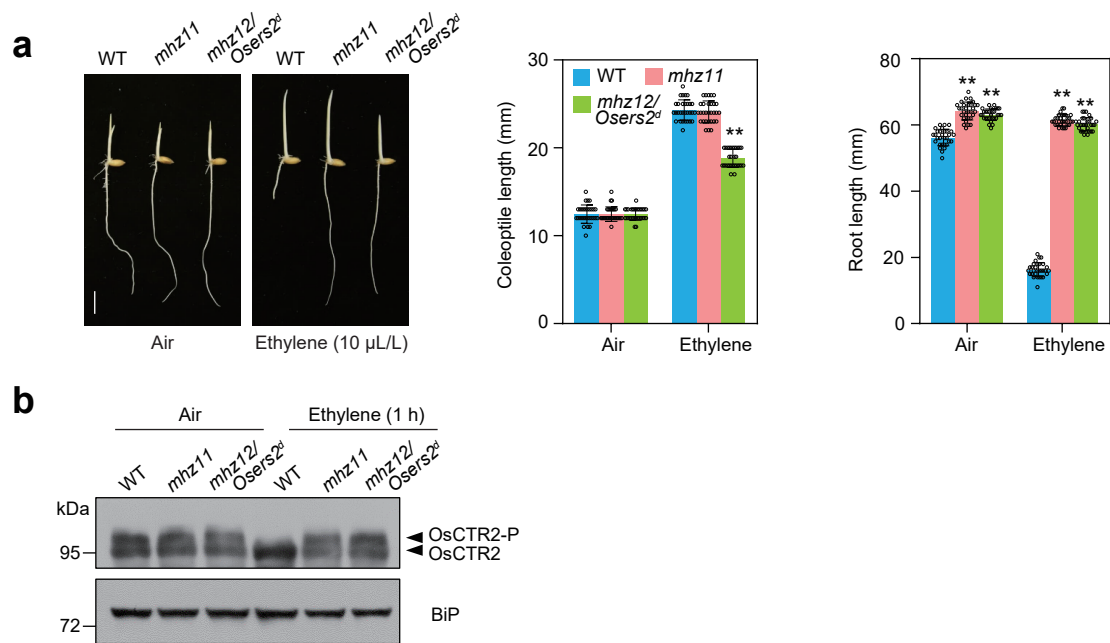 a
WT
mhz11
mhz12/
Osers2d
WT
mhz11
mhz12/
Osers2d
Air
Ethylene (10 µL/L)
Coleoptile length (mm)
30
20
10
0
WT
mhz11
mhz12/
Osers2d
**
Air
Ethylene
Root length (mm)
80
60
40
20
0
**
**
**
**
Air
Ethylene
b
Air
Ethylene (1 h)
WT
mhz11
mhz12/
Osers2d
WT
mhz11
mhz12/
Osers2d
kDa
95
OsCTR2-P
OsCTR2
72
BiP